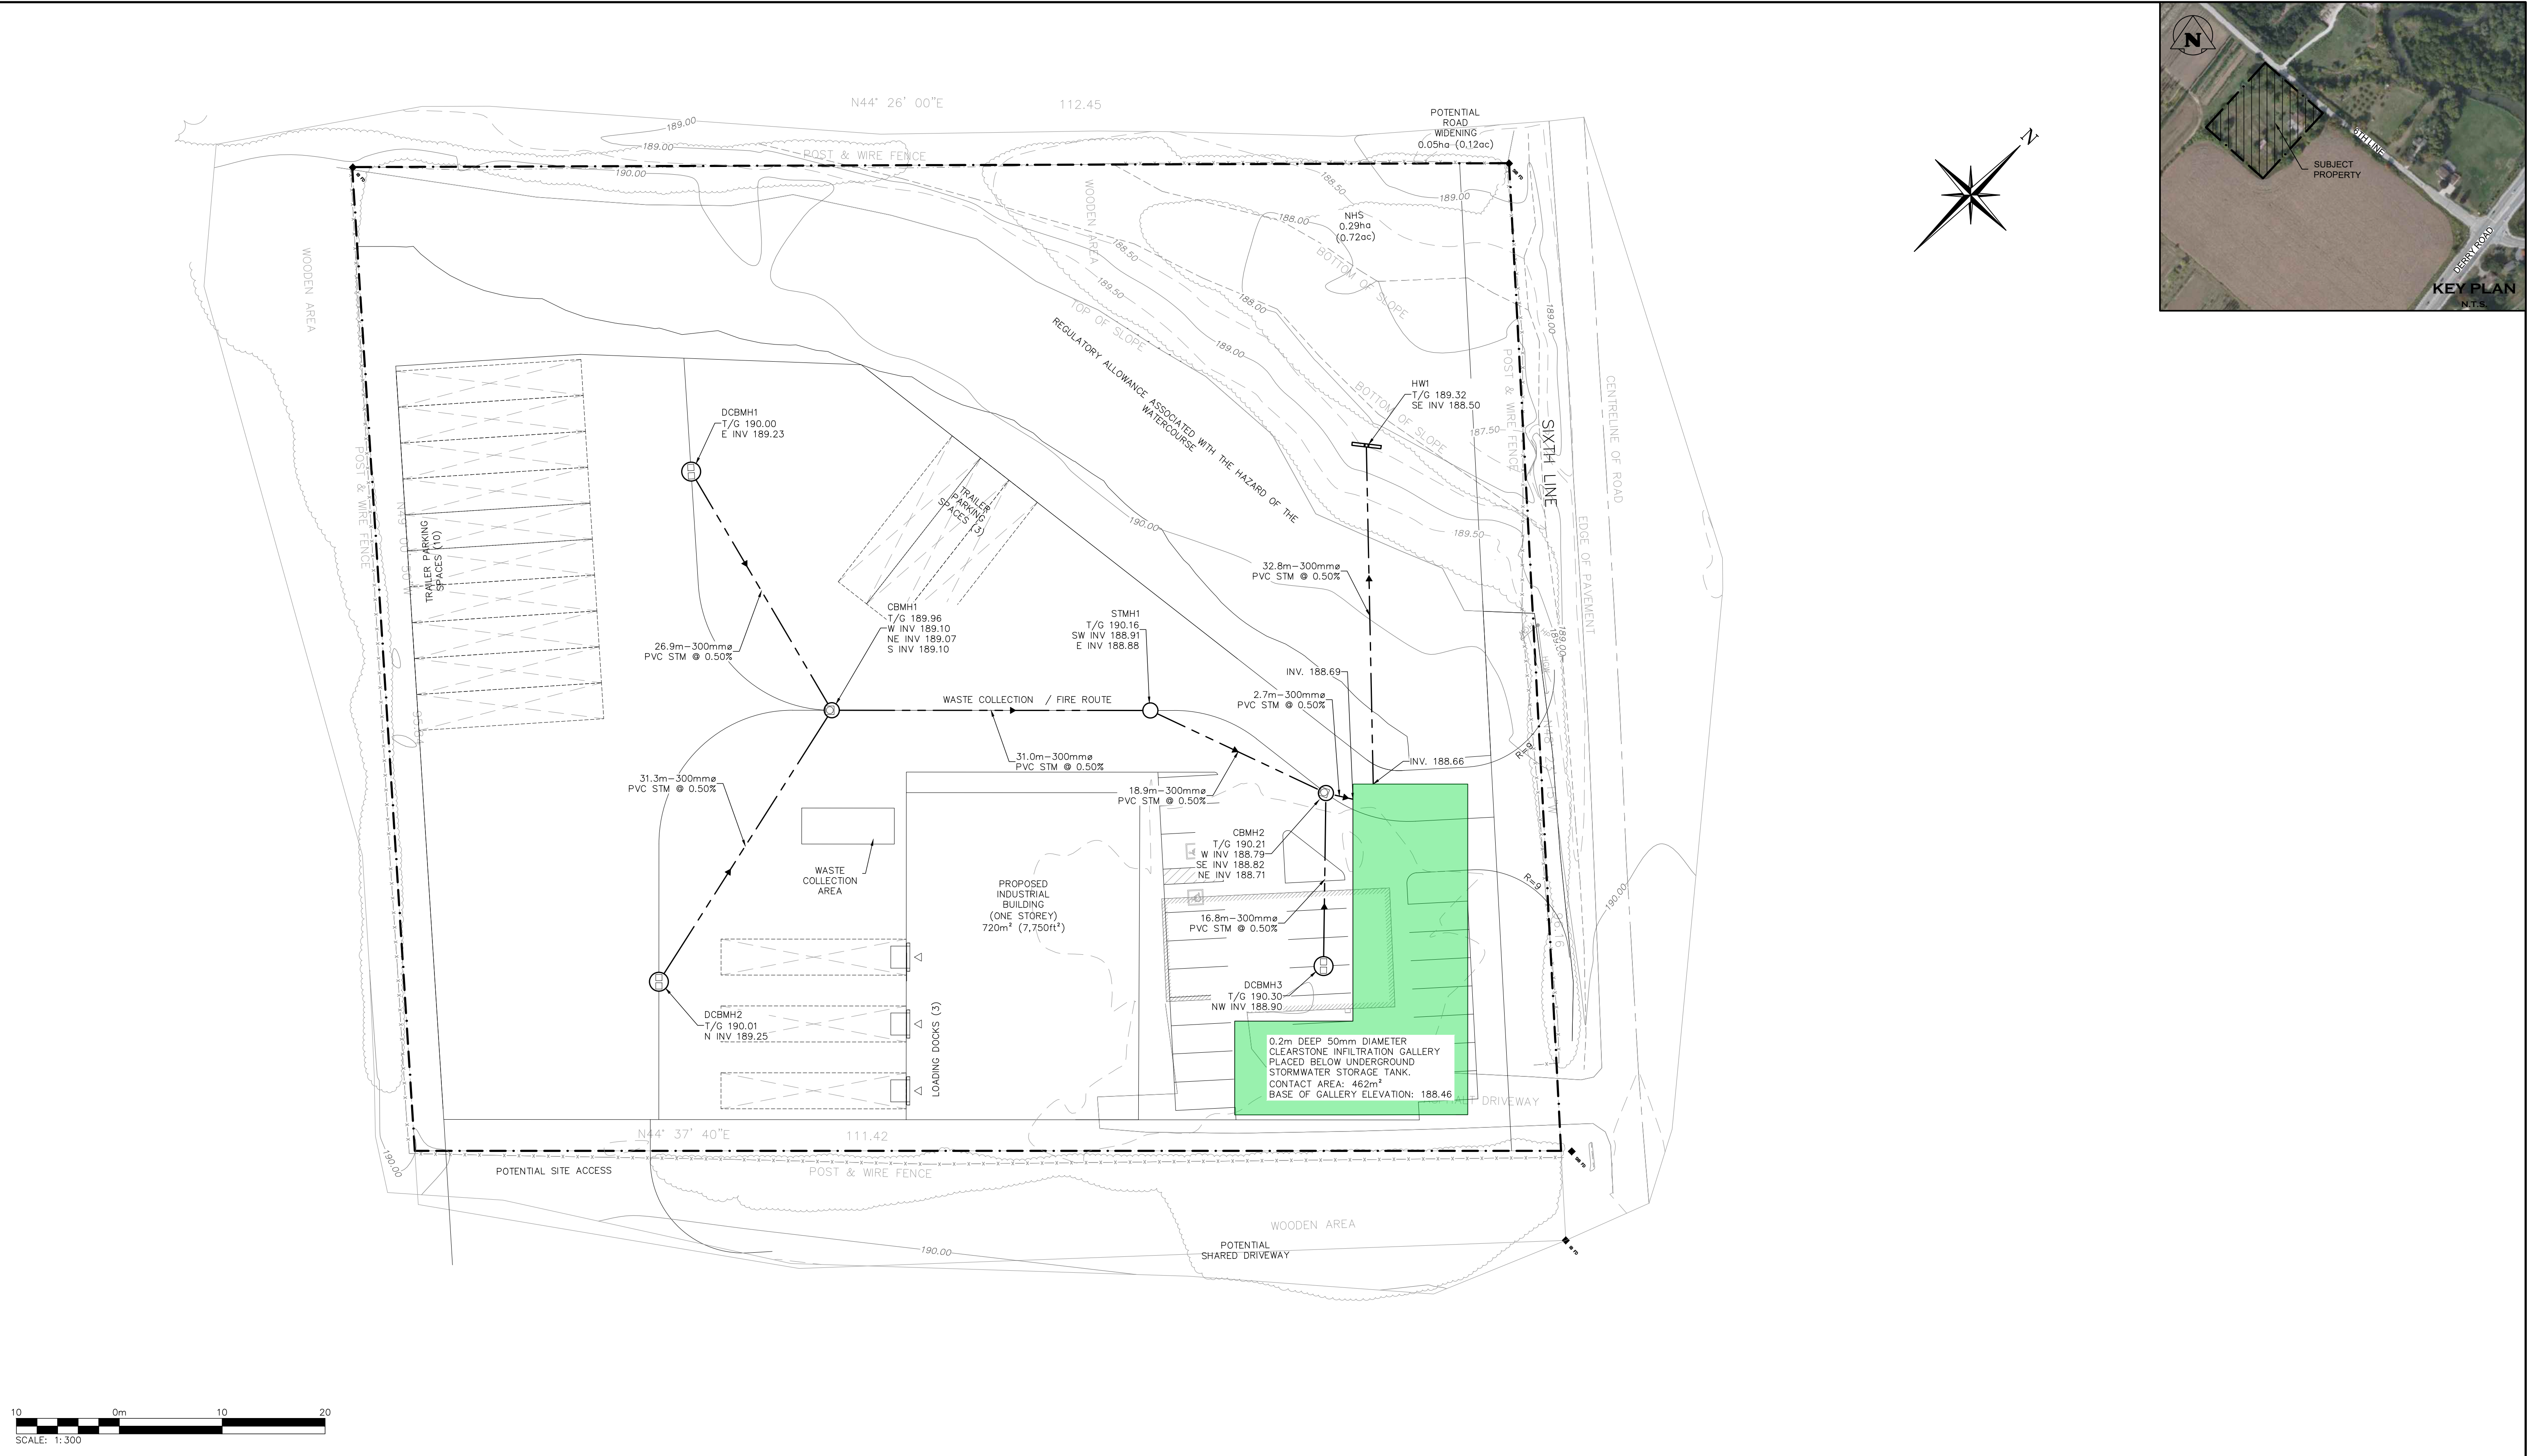 N44° 26' 00"E
112.45
POST & WIRE FENCE
189.00
189.00
190.00
POTENTIAL
ROAD
WIDENING
0.05ha (0.12ac)
188.50
189.00
188.00
NHS
0.29ha
(0.72ac)
WOODEN AREA
WOODEN AREA
188.50
189.50
188.00
BOTTOM OF SLOPE
TOP OF SLOPE
189.00
189.00
REGULATORY ALLOWANCE ASSOCIATED WITH THE HAZARD OF THE
WATERCOURSE
BOTTOM OF SLOPE
187.50
POST & WIRE FENCE
SIXTH LINE
CENTRELINE OF ROAD
EDGE OF PAVEMENT
HW1
T/G 189.32
SE INV 188.50
DCBMH1
T/G 190.00
E INV 189.23
TRAILER
PARKING
SPACES (3)
190.00
189.50
POST & WIRE FENCE
TRAILER PARKING
SPACES (10)
32.8m-300mmø
PVC STM @ 0.50%
CBMH1
T/G 189.96
W INV 189.10
NE INV 189.07
S INV 189.10
STMH1
T/G 190.16
SW INV 188.91
E INV 188.88
26.9m-300mmø
PVC STM @ 0.50%
189.00
INV. 188.69
2.7m-300mmø
PVC STM @ 0.50%
WASTE COLLECTION / FIRE ROUTE
31.0m-300mmø
PVC STM @ 0.50%
INV. 188.66
R=9
31.3m-300mmø
PVC STM @ 0.50%
18.9m-300mmø
PVC STM @ 0.50%
CBMH2
T/G 190.21
W INV 188.79
SE INV 188.82
NE INV 188.71
WASTE
COLLECTION
AREA
PROPOSED
INDUSTRIAL
BUILDING
(ONE STOREY)
720m² (7,750ft²)
R=9
190.00
96.16
16.8m-300mmø
PVC STM @ 0.50%
DCBMH3
T/G 190.30
NW INV 188.90
DCBMH2
T/G 190.01
N INV 189.25
LOADING DOCKS (3)
0.2m DEEP 50mm DIAMETER
CLEARSTONE INFILTRATION GALLERY
PLACED BELOW UNDERGROUND
STORMWATER STORAGE TANK.
CONTACT AREA: 462m²
BASE OF GALLERY ELEVATION: 188.46
DRIVEWAY
N44° 37' 40"E
111.42
190.00
POTENTIAL SITE ACCESS
POST & WIRE FENCE
WOODEN AREA
190.00
POTENTIAL
SHARED DRIVEWAY
N
N
6TH LINE
SUBJECT
PROPERTY
DERRY ROAD
KEY PLAN
N.T.S.
10 0m 10 20
SCALE: 1:300